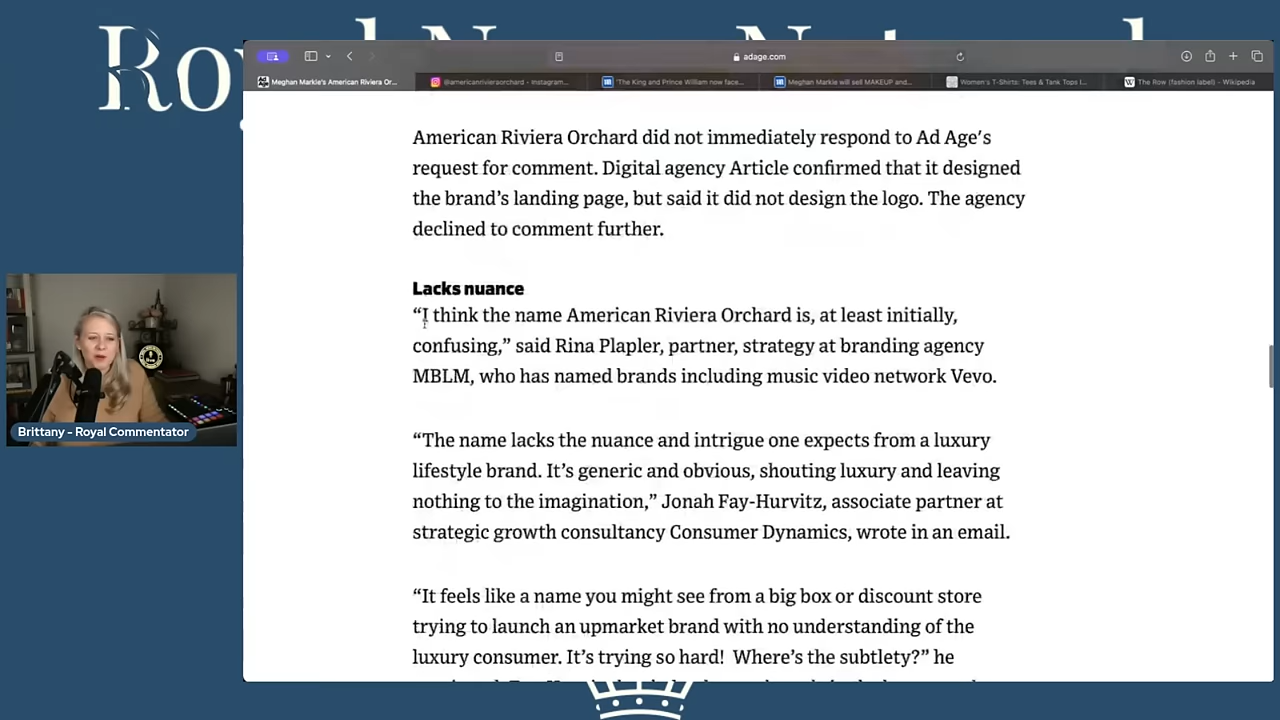 Royal News Network
adage.com
Meghan Markle's American Riviera Or...
@americanrivieraorchard • Instagram...
'The King and Prince William now face...
Meghan Markle will sell MAKEUP and...
Women's T-Shirts: Tees & Tank Tops |...
W The Row (fashion label) - Wikipedia
American Riviera Orchard did not immediately respond to Ad Age's
request for comment. Digital agency Article confirmed that it designed
the brand's landing page, but said it did not design the logo. The agency
declined to comment further.
Lacks nuance
“I think the name American Riviera Orchard is, at least initially,
confusing,” said Rina Plapler, partner, strategy at branding agency
MBLM, who has named brands including music video network Vevo.
“The name lacks the nuance and intrigue one expects from a luxury
lifestyle brand. It’s generic and obvious, shouting luxury and leaving
nothing to the imagination,” Jonah Fay-Hurvitz, associate partner at
strategic growth consultancy Consumer Dynamics, wrote in an email.
“It feels like a name you might see from a big box or discount store
trying to launch an upmarket brand with no understanding of the
luxury consumer. It’s trying so hard!  Where’s the subtlety?” he
Brittany - Royal Commentator